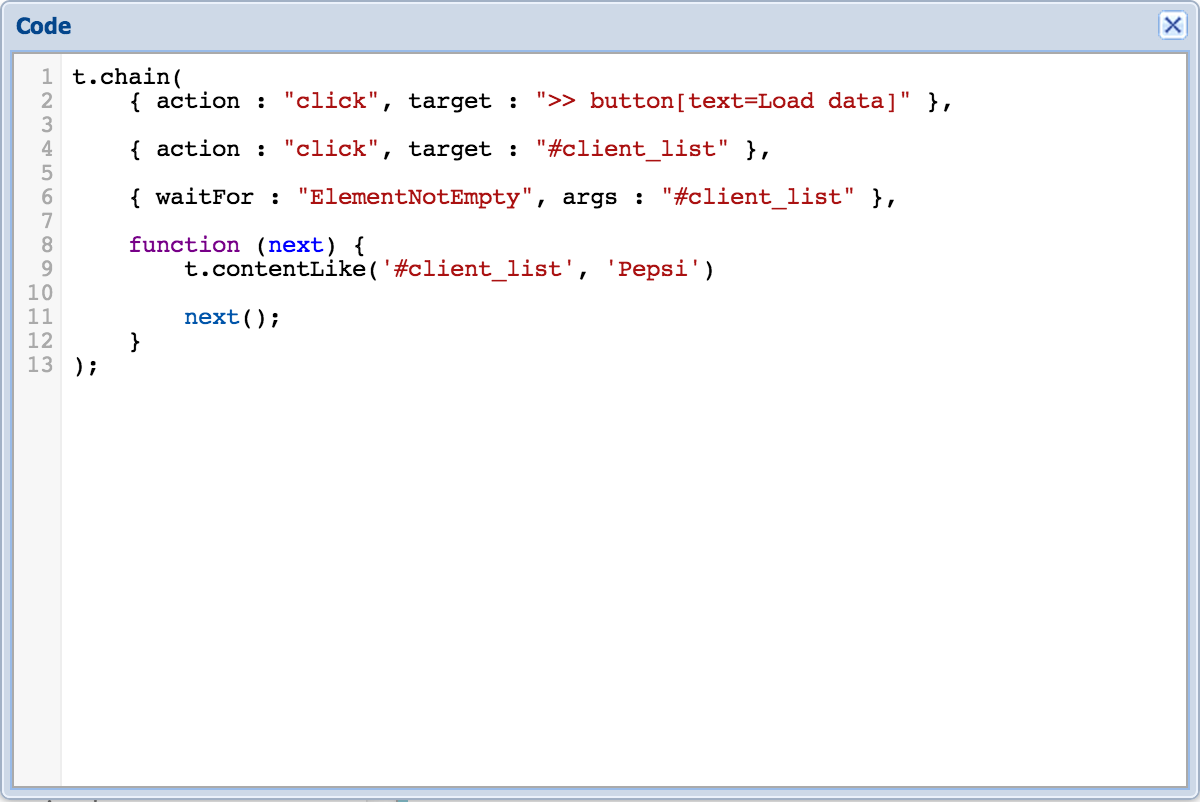 Code
1 t.chain(
2     { action : "click", target : ">> button[text=Load data]" },
3
4     { action : "click", target : "#client_list" },
5
6     { waitFor : "ElementNotEmpty", args : "#client_list" },
7
8     function (next) {
9         t.contentLike('#client_list', 'Pepsi')
10
11         next();
12     }
13 );